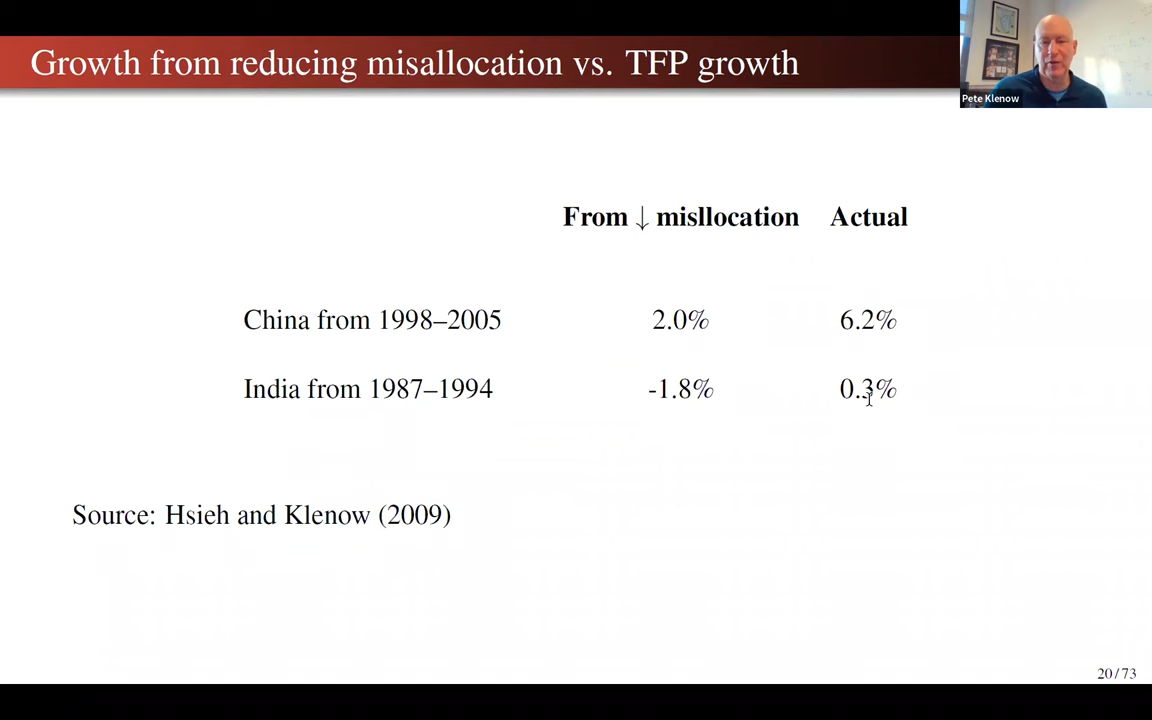 Growth from reducing misallocation vs. TFP growth
Pete Klenow
From ↓ misllocation Actual
China from 1998–2005 2.0% 6.2%
India from 1987–1994 -1.8% 0.3%
Source: Hsieh and Klenow (2009)
20/73